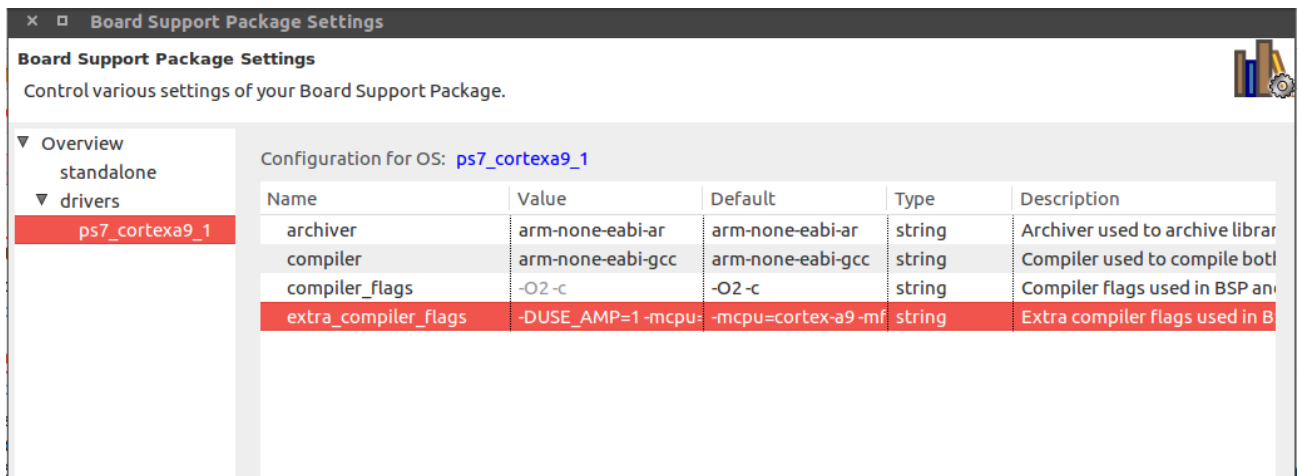 Board Support Package Settings
Board Support Package Settings
Control various settings of your Board Support Package.
Overview
standalone
drivers
ps7_cortexa9_1
Configuration for OS: ps7_cortexa9_1
Name Value Default Type Description
archiver arm-none-eabi-ar arm-none-eabi-ar string Archiver used to archive
compiler arm-none-eabi-gcc arm-none-eabi-gcc string Compiler used to compile
compiler_flags -O2 -c -O2 -c string Compiler flags used in BSP
extra_compiler_flags -DUSE_AMP=1 -mcpu= -mcpu=cortex-a9 -mf string Extra compiler flags used in